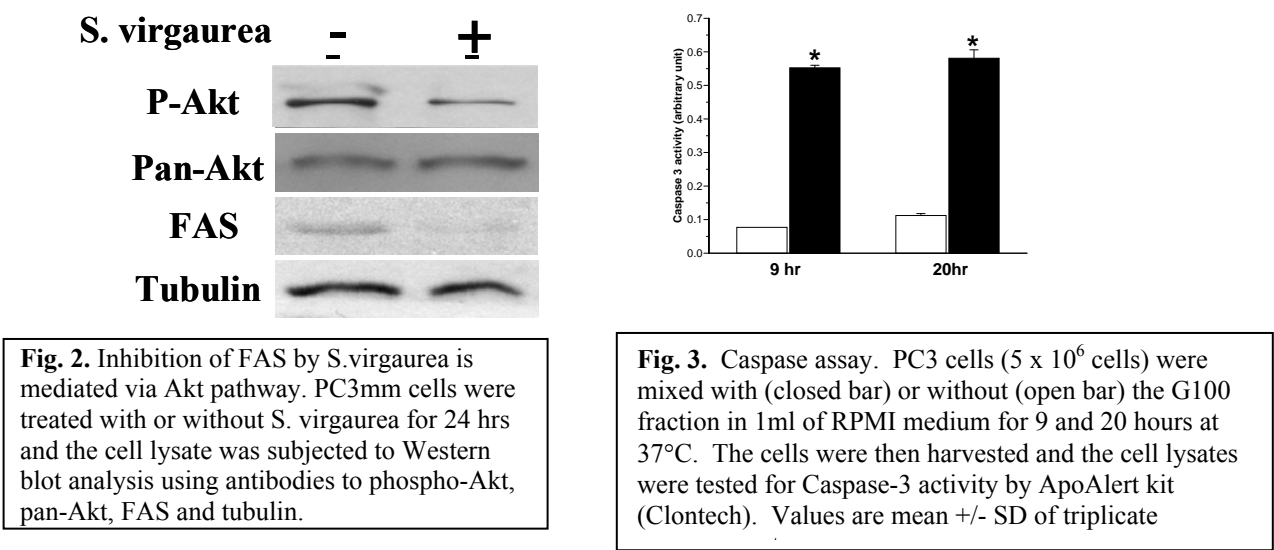 S. virgaurea - +
P-Akt
Pan-Akt
FAS
Tubulin
Fig. 2. Inhibition of FAS by S.virgaurea is
mediated via Akt pathway. PC3mm cells were
treated with or without S. virgaurea for 24 hrs
and the cell lysate was subjected to Western
blot analysis using antibodies to phospho-Akt,
pan-Akt, FAS and tubulin.
Caspase 3 activity (arbitrary unit)
0.7
0.6
0.5
0.4
0.3
0.2
0.1
0.0
* *
9 hr 20hr
Fig. 3. Caspase assay. PC3 cells (5 x 10⁶ cells) were
mixed with (closed bar) or without (open bar) the G100
fraction in 1ml of RPMI medium for 9 and 20 hours at
37°C. The cells were then harvested and the cell lysates
were tested for Caspase-3 activity by ApoAlert kit
(Clontech). Values are mean +/- SD of triplicate